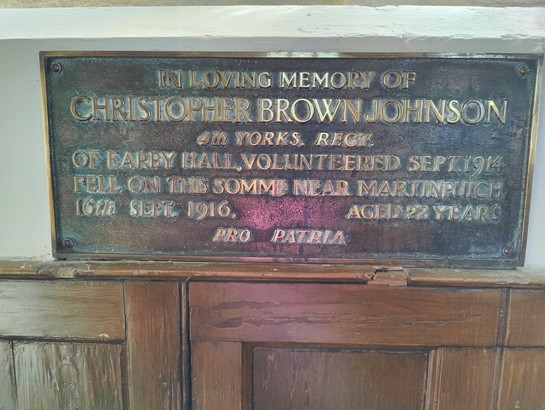 IN LOVING MEMORY OF
CHRISTOPHER BROWN JOHNSON
4TH YORKS. REGT.
OF BARBY HALL, VOLUNTEERED SEPT. 1914
FELL ON THE SOMME NEAR MARTINPUICH
16TH SEPT. 1916. AGED 22 YEARS
PRO PATRIA